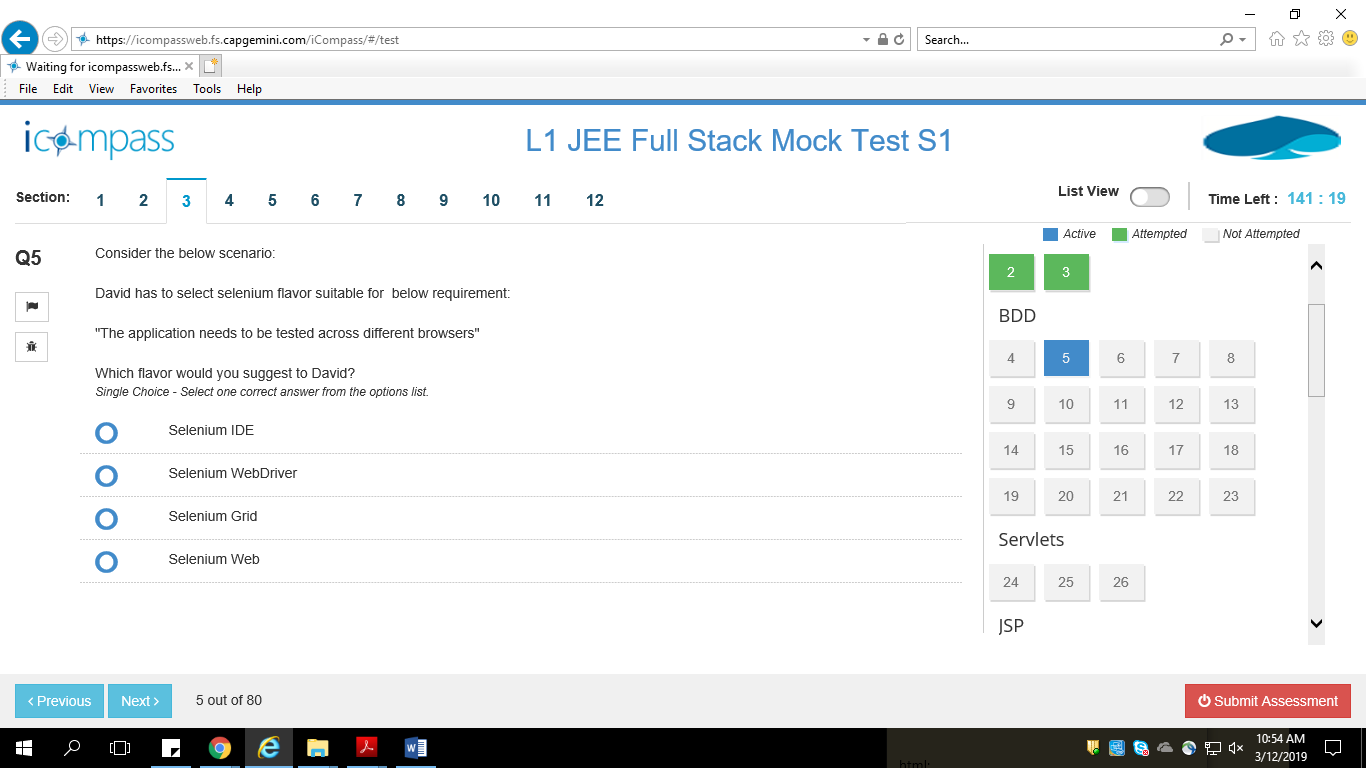 https://icompassweb.fs.capgemini.com/iCompass/#/test
Search...
Waiting for icompassweb.fs...
File Edit View Favorites Tools Help
icompass
L1 JEE Full Stack Mock Test S1
Section: 1 2 3 4 5 6 7 8 9 10 11 12
List View
Time Left : 141 : 19
Active Attempted Not Attempted
Q5
Consider the below scenario:
David has to select selenium flavor suitable for below requirement:
"The application needs to be tested across different browsers"
Which flavor would you suggest to David?
Single Choice - Select one correct answer from the options list.
Selenium IDE
Selenium WebDriver
Selenium Grid
Selenium Web
2 3
BDD
4 5 6 7 8
9 10 11 12 13
14 15 16 17 18
19 20 21 22 23
Servlets
24 25 26
JSP
< Previous
Next >
5 out of 80
Submit Assessment
html:
10:54 AM
3/12/2019